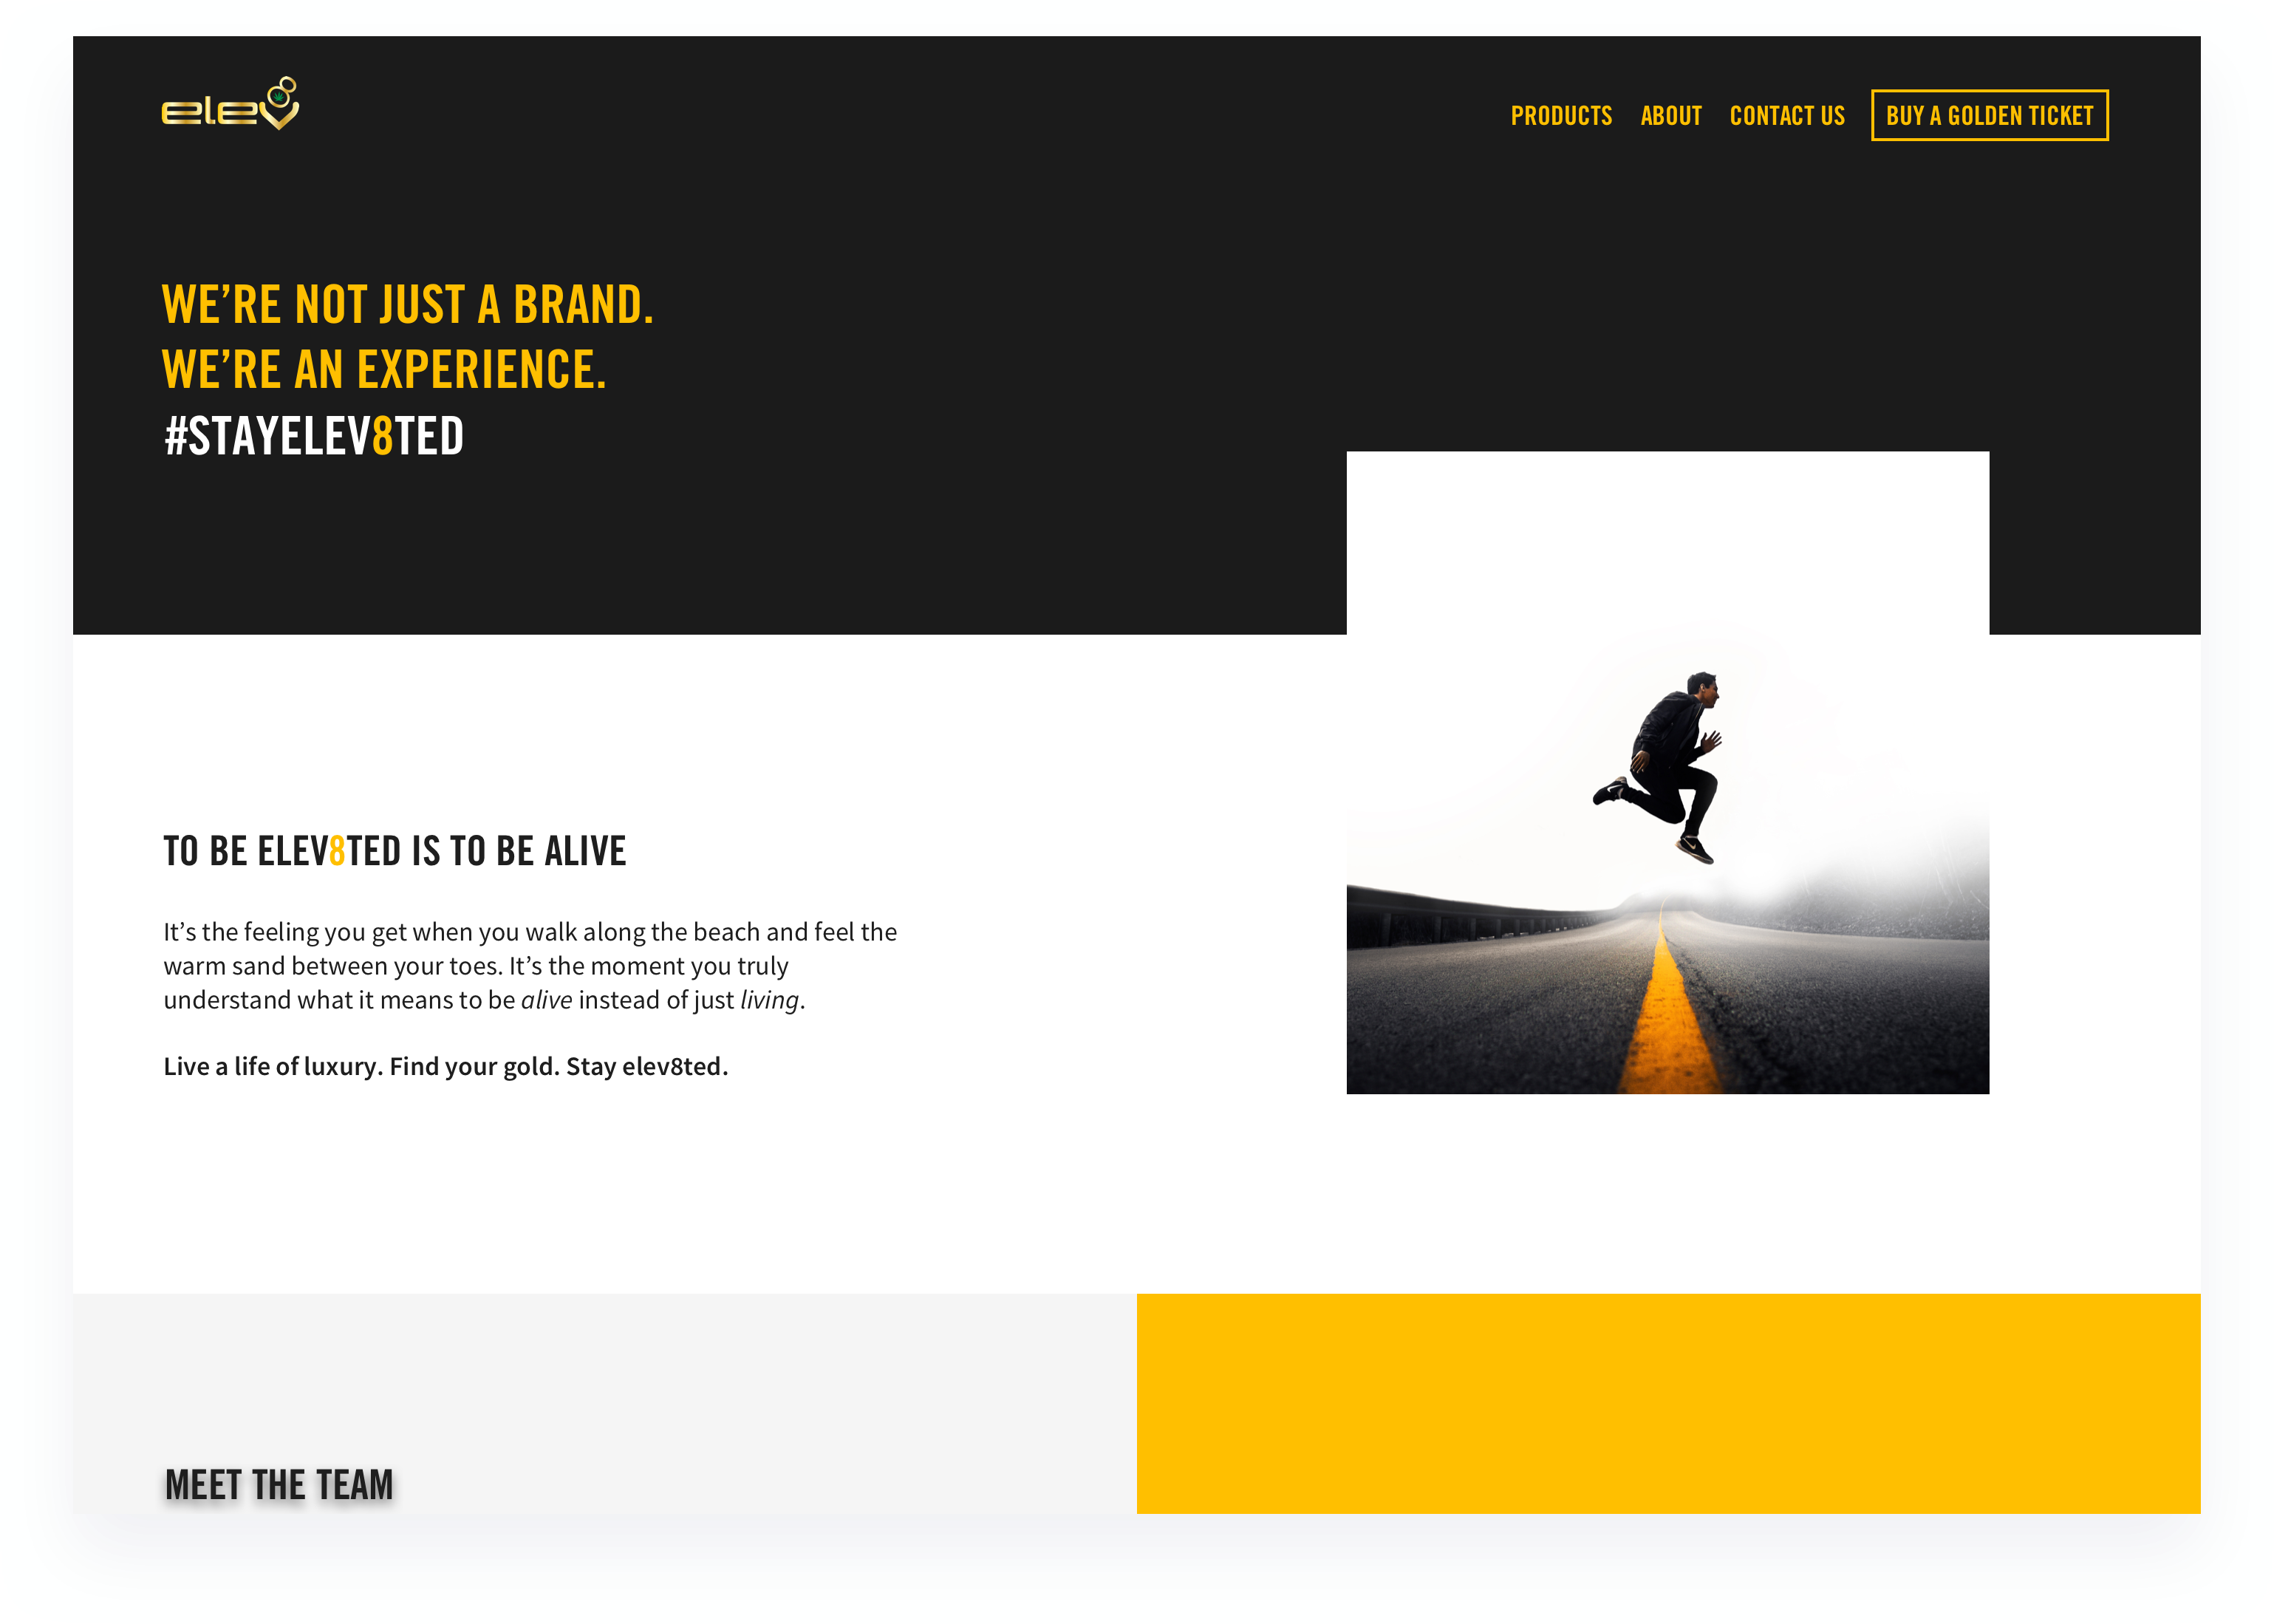 elev8
PRODUCTS ABOUT CONTACT US BUY A GOLDEN TICKET
WE’RE NOT JUST A BRAND.
WE’RE AN EXPERIENCE.
#STAYELEV8TED
TO BE ELEV8TED IS TO BE ALIVE
It’s the feeling you get when you walk along the beach and feel the
warm sand between your toes. It’s the moment you truly
understand what it means to be alive instead of just living.
Live a life of luxury. Find your gold. Stay elev8ted.
MEET THE TEAM